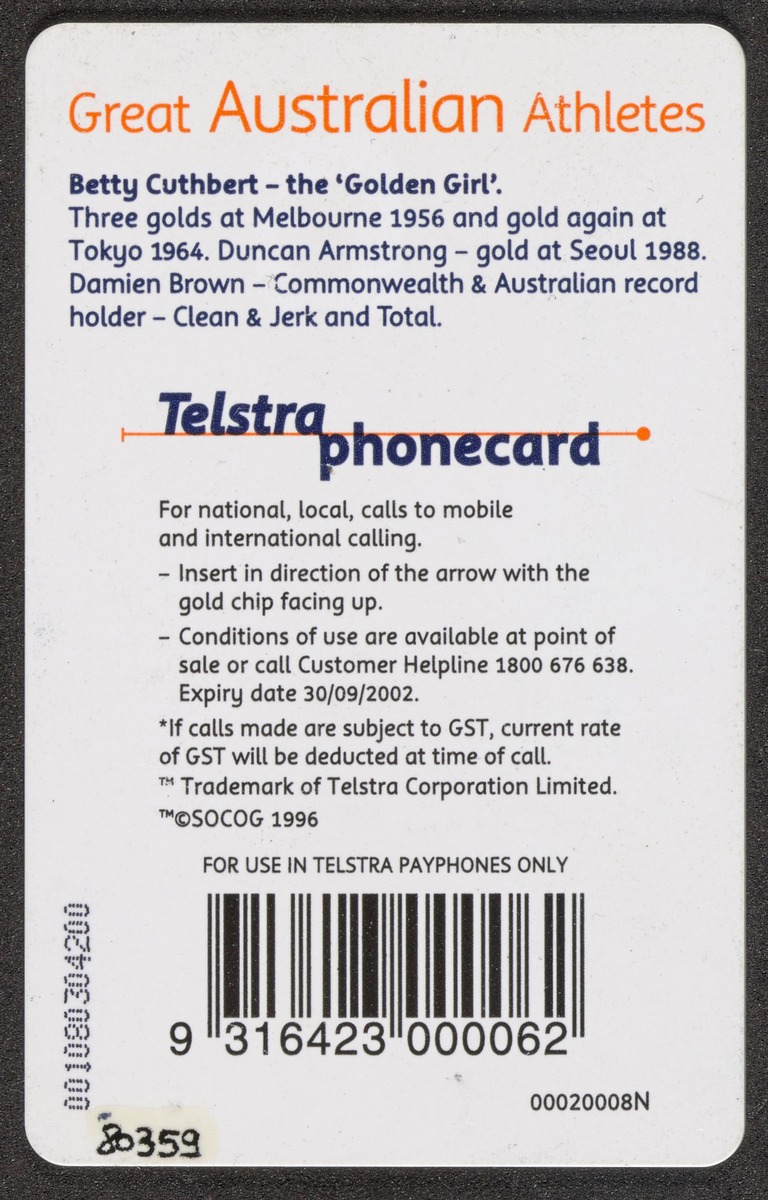 Great Australian Athletes
Betty Cuthbert – the ‘Golden Girl’.
Three golds at Melbourne 1956 and gold again at
Tokyo 1964. Duncan Armstrong – gold at Seoul 1988.
Damien Brown – Commonwealth & Australian record
holder – Clean & Jerk and Total.
Telstra
phonecard
For national, local, calls to mobile
and international calling.
– Insert in direction of the arrow with the
gold chip facing up.
– Conditions of use are available at point of
sale or call Customer Helpline 1800 676 638.
Expiry date 30/09/2002.
*If calls made are subject to GST, current rate
of GST will be deducted at time of call.
™ Trademark of Telstra Corporation Limited.
™©SOCOG 1996
FOR USE IN TELSTRA PAYPHONES ONLY
9 316423 000062
00020008N
001080304200
80359